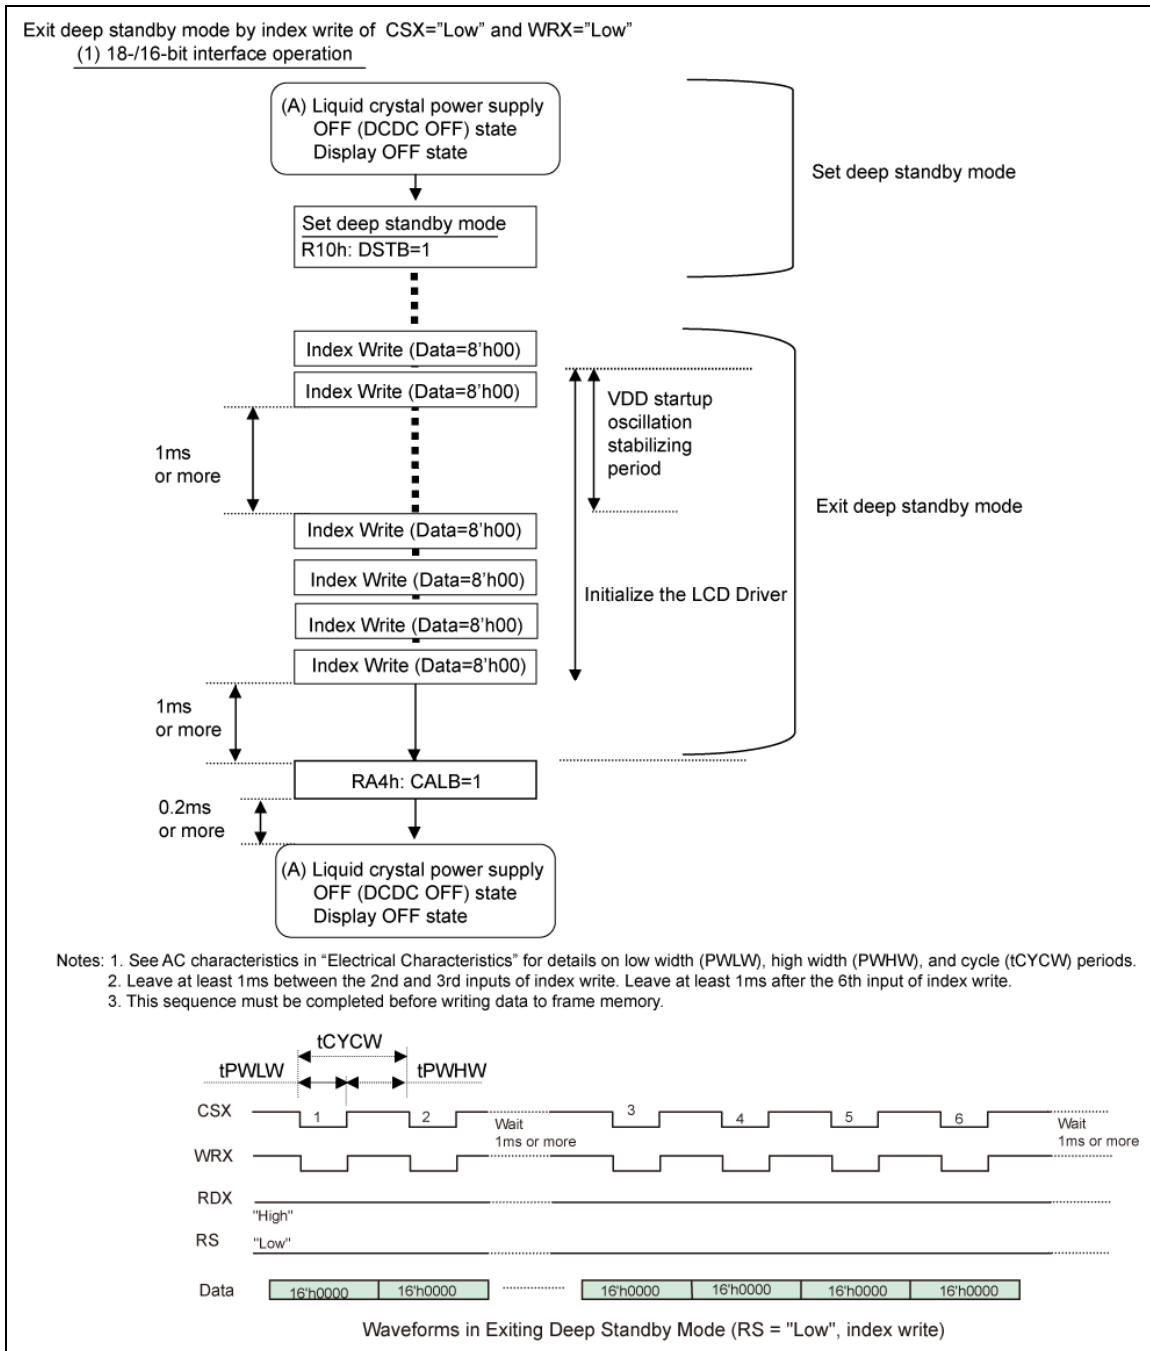 Exit deep standby mode by index write of CSX="Low" and WRX="Low"
(1) 18-/16-bit interface operation
(A) Liquid crystal power supply
OFF (DCDC OFF) state
Display OFF state
Set deep standby mode
Set deep standby mode
R10h: DSTB=1
Index Write (Data=8'h00)
Index Write (Data=8'h00)
VDD startup
oscillation
stabilizing
period
1ms
or more
Exit deep standby mode
Index Write (Data=8'h00)
Index Write (Data=8'h00)
Initialize the LCD Driver
Index Write (Data=8'h00)
Index Write (Data=8'h00)
1ms
or more
RA4h: CALB=1
0.2ms
or more
(A) Liquid crystal power supply
OFF (DCDC OFF) state
Display OFF state
Notes: 1. See AC characteristics in "Electrical Characteristics" for details on low width (PWLW), high width (PWHW), and cycle (tCYCW) periods.
2. Leave at least 1ms between the 2nd and 3rd inputs of index write. Leave at least 1ms after the 6th input of index write.
3. This sequence must be completed before writing data to frame memory.
tCYCW
tPWLW tPWHW
CSX 1 2 3 4 5 6
Wait
1ms or more
Wait
1ms or more
WRX
RDX
"High"
RS "Low"
Data 16'h0000 16'h0000 16'h0000 16'h0000 16'h0000 16'h0000
Waveforms in Exiting Deep Standby Mode (RS = "Low", index write)